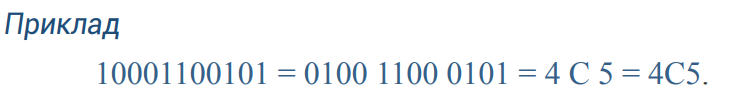 Приклад
10001100101 = 0100 1100 0101 = 4 C 5 = 4C5.